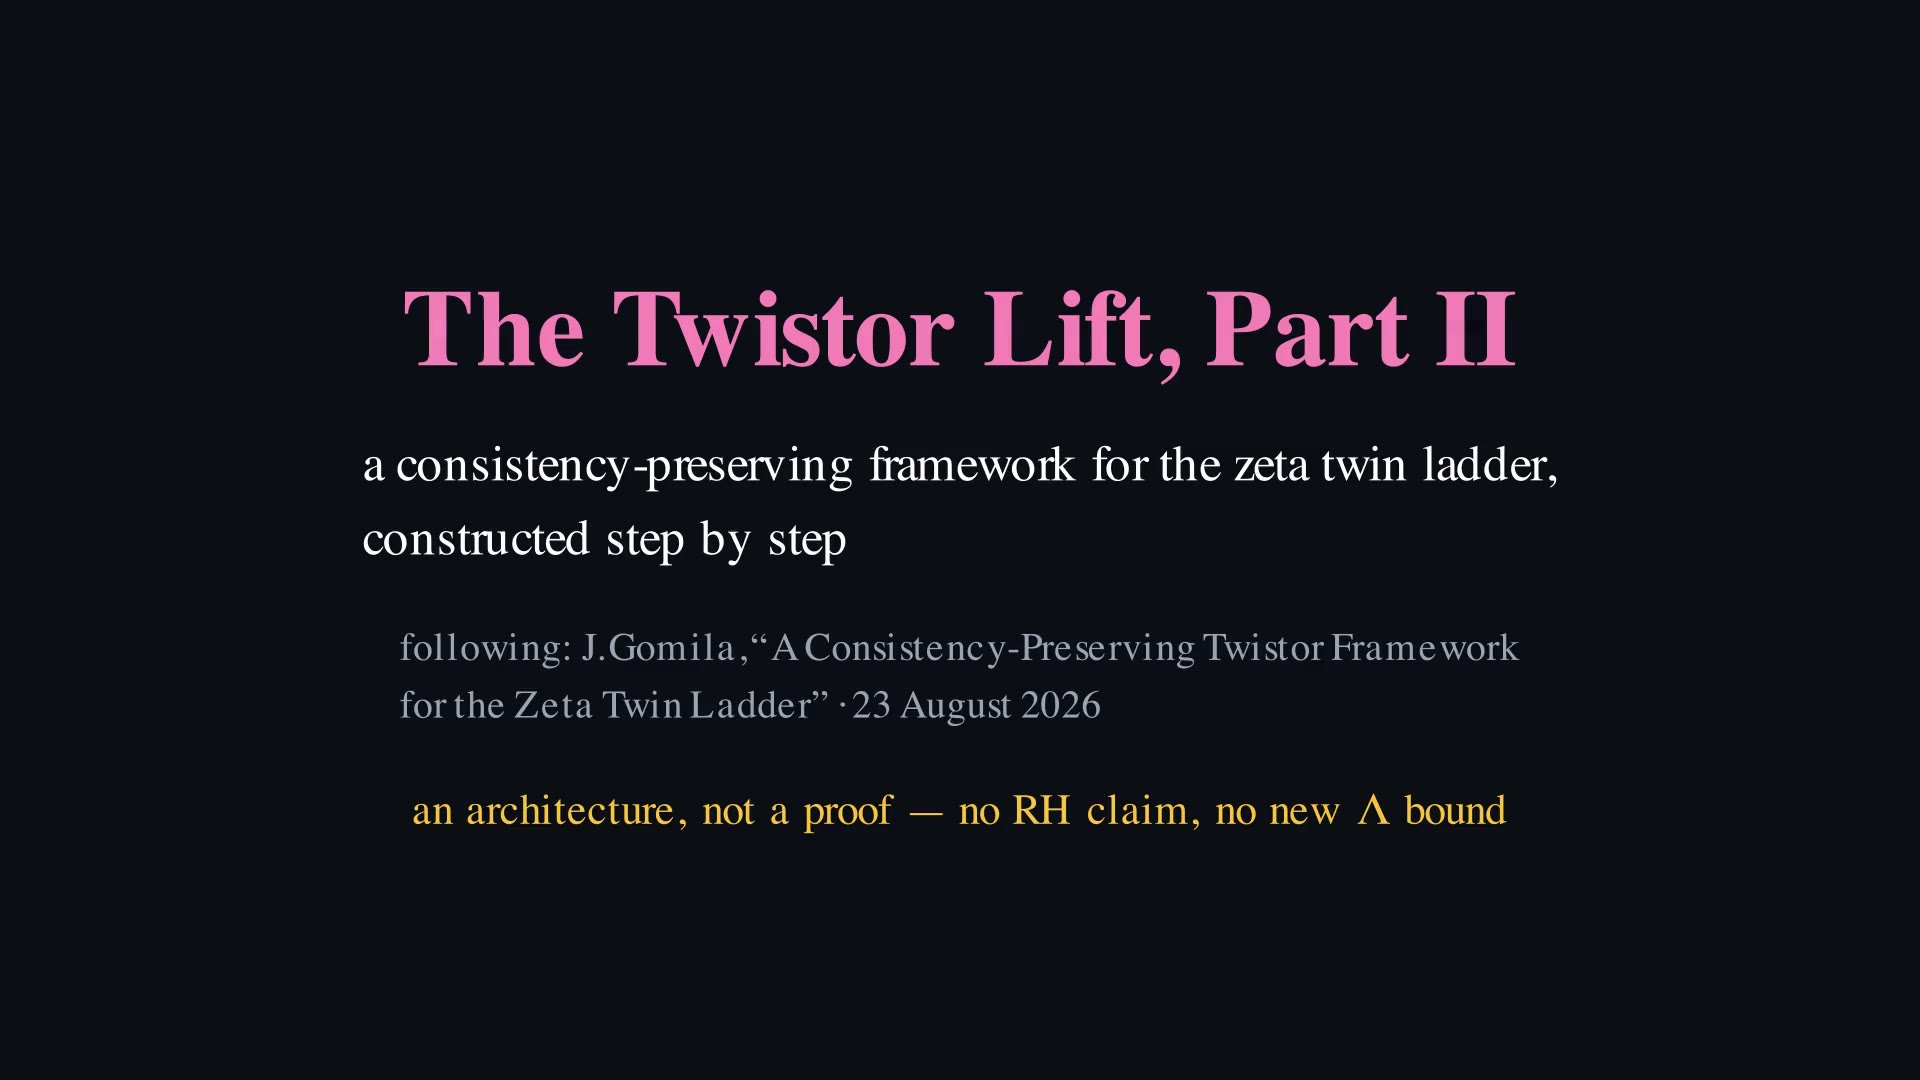 The Twistor Lift, Part II
a consistency-preserving framework for the zeta twin ladder,
constructed step by step
following: J. Gomila, “A Consistency-Preserving Twistor Framework
for the Zeta Twin Ladder” · 23 August 2026
an architecture, not a proof — no RH claim, no new Λ bound